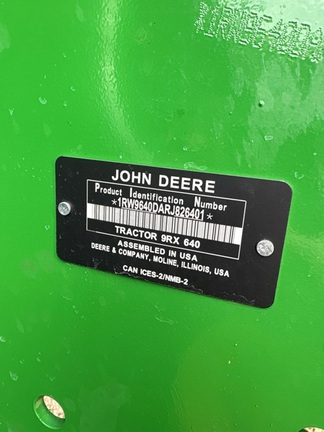 JOHN DEERE
Product Identification Number
*1RW9640DARJ826401*
TRACTOR 9RX 640
ASSEMBLED IN USA
DEERE & COMPANY, MOLINE, ILLINOIS, USA
CAN ICES-2/NMB-2